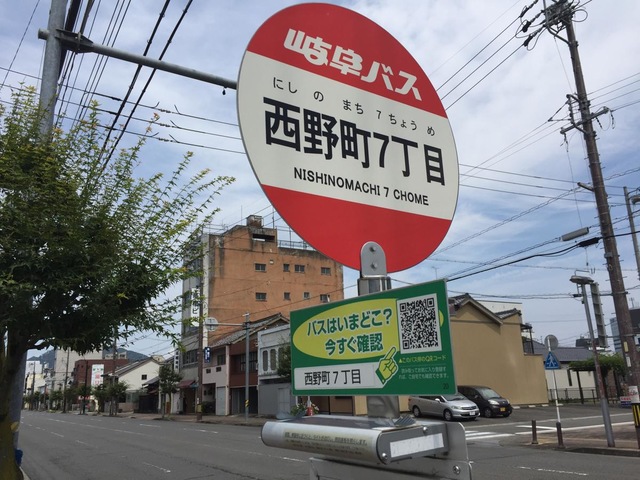 岐阜バス
にしのまち7ちょうめ
西野町7丁目
NISHINOMACHI 7 CHOME
バスはいまどこ?
今すぐ確認
西野町7丁目